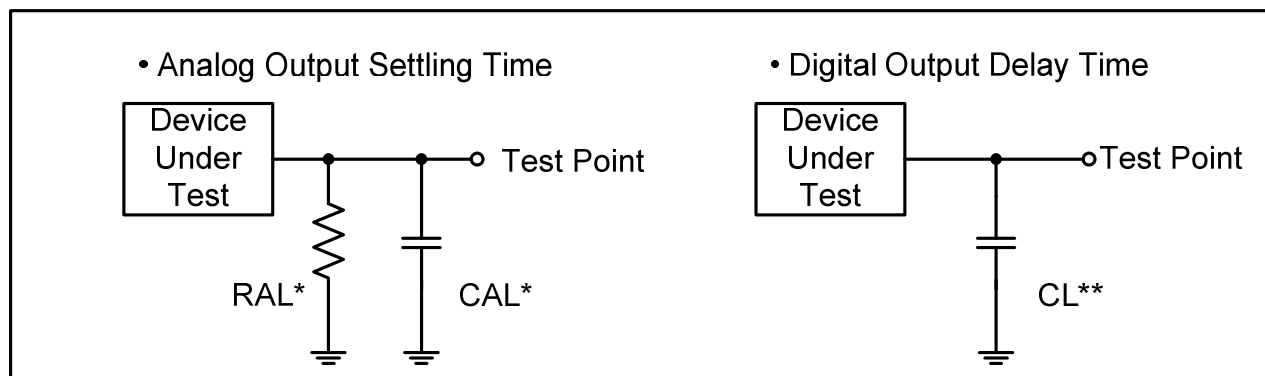 • Analog Output Settling Time
Device
Under
Test
Test Point
RAL*
CAL*
• Digital Output Delay Time
Device
Under
Test
Test Point
CL**